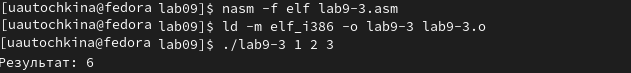 [uautochkina@fedora lab09]$ nasm -f elf lab9-3.asm
[uautochkina@fedora lab09]$ ld -m elf_i386 -o lab9-3 lab9-3.o
[uautochkina@fedora lab09]$ ./lab9-3 1 2 3
Результат: 6